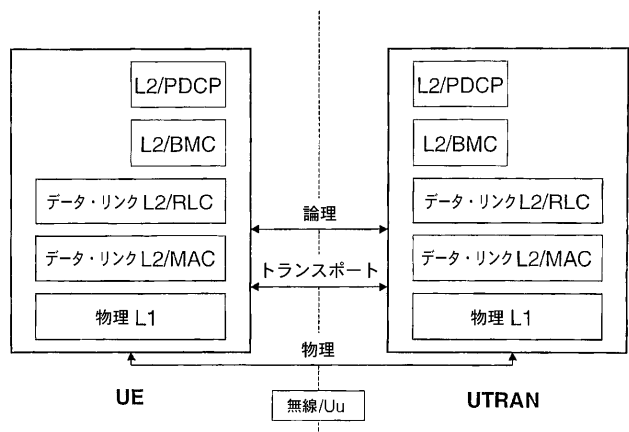 L2/PDCP
L2/BMC
データ・リンク L2/RLC
データ・リンク L2/MAC
物理 L1
UE
論理
トランスポート
物理
無線/Uu
L2/PDCP
L2/BMC
データ・リンク L2/RLC
データ・リンク L2/MAC
物理 L1
UTRAN